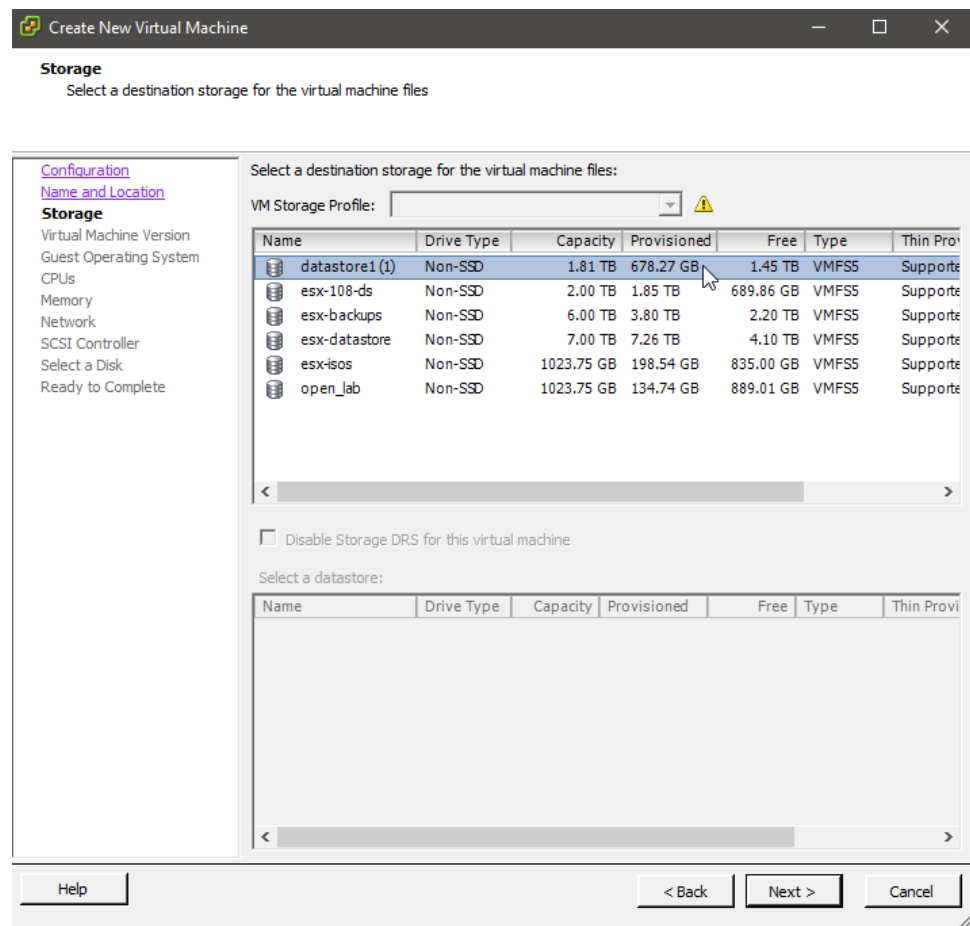 Create New Virtual Machine
Storage
Select a destination storage for the virtual machine files
Configuration
Name and Location
Storage
Virtual Machine Version
Guest Operating System
CPUs
Memory
Network
SCSI Controller
Select a Disk
Ready to Complete
Select a destination storage for the virtual machine files:
VM Storage Profile:
Name Drive Type Capacity Provisioned Free Type Thin Prov
datastore1 (1) Non-SSD 1.81 TB 678.27 GB 1.45 TB VMFS5 Supporte
esx-108-ds Non-SSD 2.00 TB 1.85 TB 689.86 GB VMFS5 Supporte
esx-backups Non-SSD 6.00 TB 3.80 TB 2.20 TB VMFS5 Supporte
esx-datastore Non-SSD 7.00 TB 7.26 TB 4.10 TB VMFS5 Supporte
esx-isos Non-SSD 1023.75 GB 198.54 GB 835.00 GB VMFS5 Supporte
open_lab Non-SSD 1023.75 GB 134.74 GB 889.01 GB VMFS5 Supporte
Disable Storage DRS for this virtual machine
Select a datastore:
Name Drive Type Capacity Provisioned Free Type Thin Provi
Help < Back Next > Cancel